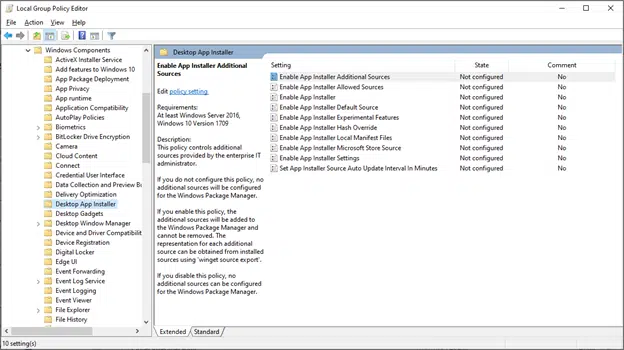 Local Group Policy Editor
File Action View Help
Windows Components
ActiveX Installer Service
Add features to Windows 10
App Package Deployment
App Privacy
App runtime
Application Compatibility
AutoPlay Policies
Biometrics
BitLocker Drive Encryption
Camera
Cloud Content
Connect
Credential User Interface
Data Collection and Preview Bu
Delivery Optimization
Desktop App Installer
Desktop Gadgets
Desktop Window Manager
Device and Driver Compatibility
Device Registration
Digital Locker
Edge UI
Event Forwarding
Event Log Service
Event Logging
Event Viewer
File Explorer
File History
Desktop App Installer
Enable App Installer Additional
Sources
Edit policy setting.
Requirements:
At least Windows Server 2016,
Windows 10 Version 1709
Description:
This policy controls additional
sources provided by the enterprise IT
administrator.
If you do not configure this policy, no
additional sources will be configured
for the Windows Package Manager.
If you enable this policy, the
additional sources will be added to
the Windows Package Manager and
cannot be removed. The
representation for each additional
source can be obtained from installed
sources using 'winget source export'.
If you disable this policy, no
additional sources can be configured
for the Windows Package Manager.
Setting State Comment
Enable App Installer Additional Sources Not configured No
Enable App Installer Allowed Sources Not configured No
Enable App Installer Not configured No
Enable App Installer Default Source Not configured No
Enable App Installer Experimental Features Not configured No
Enable App Installer Hash Override Not configured No
Enable App Installer Local Manifest Files Not configured No
Enable App Installer Microsoft Store Source Not configured No
Enable App Installer Settings Not configured No
Set App Installer Source Auto Update Interval In Minutes Not configured No
Extended Standard
10 setting(s)